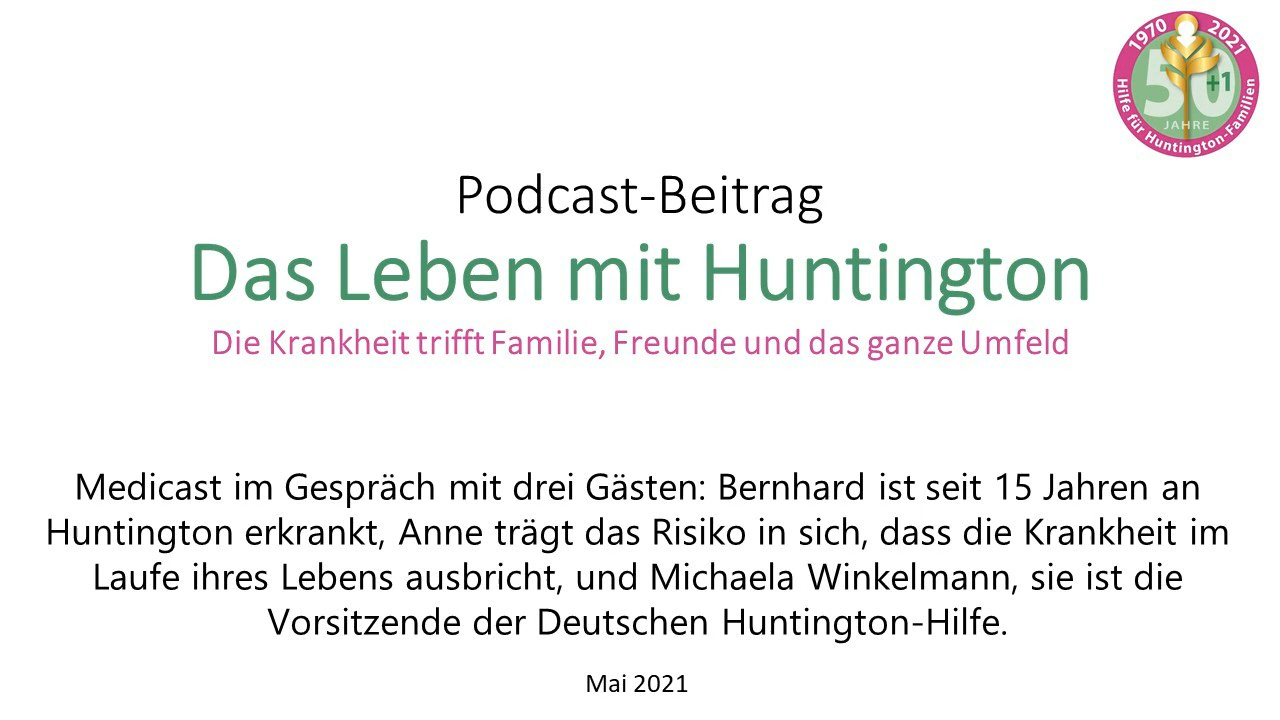 1970 2021
50 +1
JAHRE
Hilfe für Huntington-Familien
Podcast-Beitrag
Das Leben mit Huntington
Die Krankheit trifft Familie, Freunde und das ganze Umfeld
Medicast im Gespräch mit drei Gästen: Bernhard ist seit 15 Jahren an
Huntington erkrankt, Anne trägt das Risiko in sich, dass die Krankheit im
Laufe ihres Lebens ausbricht, und Michaela Winkelmann, sie ist die
Vorsitzende der Deutschen Huntington-Hilfe.
Mai 2021